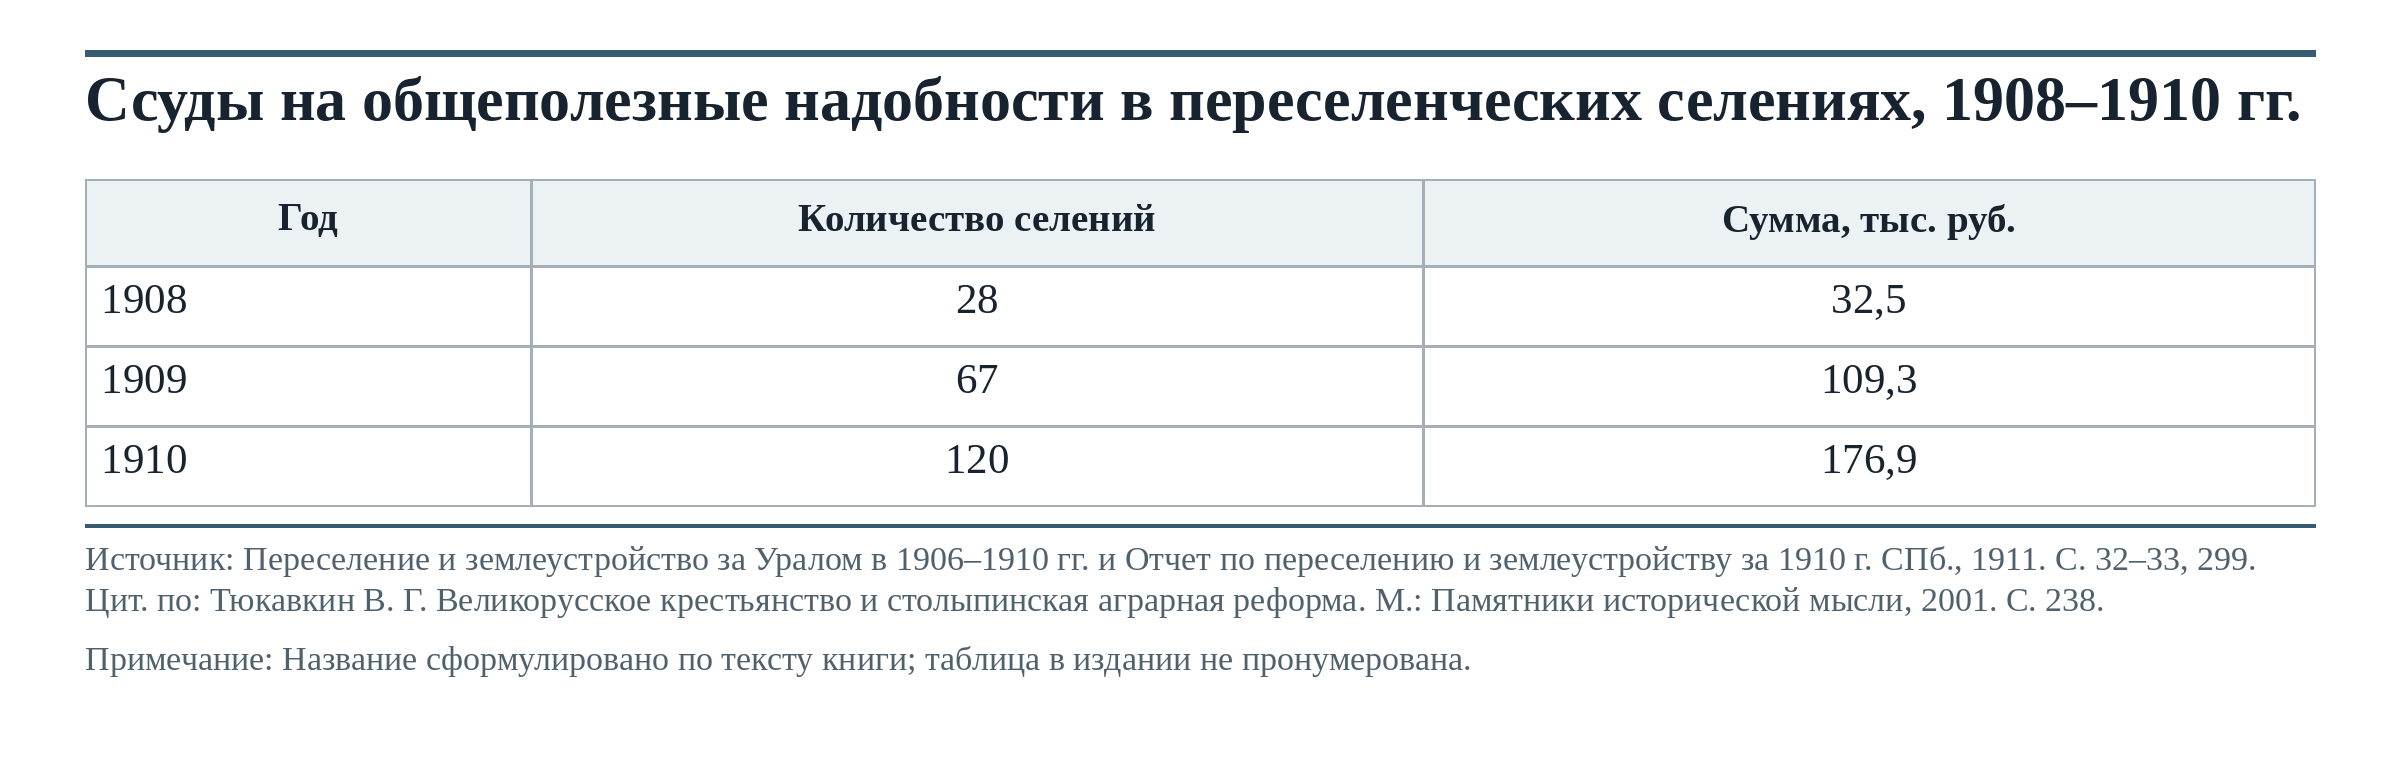 Ссуды на общеполезные надобности в переселенческих селениях, 1908–1910 гг.
Год Количество селений Сумма, тыс. руб.
1908 28 32,5
1909 67 109,3
1910 120 176,9
Источник: Переселение и землеустройство за Уралом в 1906–1910 гг. и Отчет по переселению и землеустройству за 1910 г. СПб., 1911. С. 32–33, 299.
Цит. по: Тюкавкин В. Г. Великорусское крестьянство и столыпинская аграрная реформа. М.: Памятники исторической мысли, 2001. С. 238.
Примечание: Название сформулировано по тексту книги; таблица в издании не пронумерована.